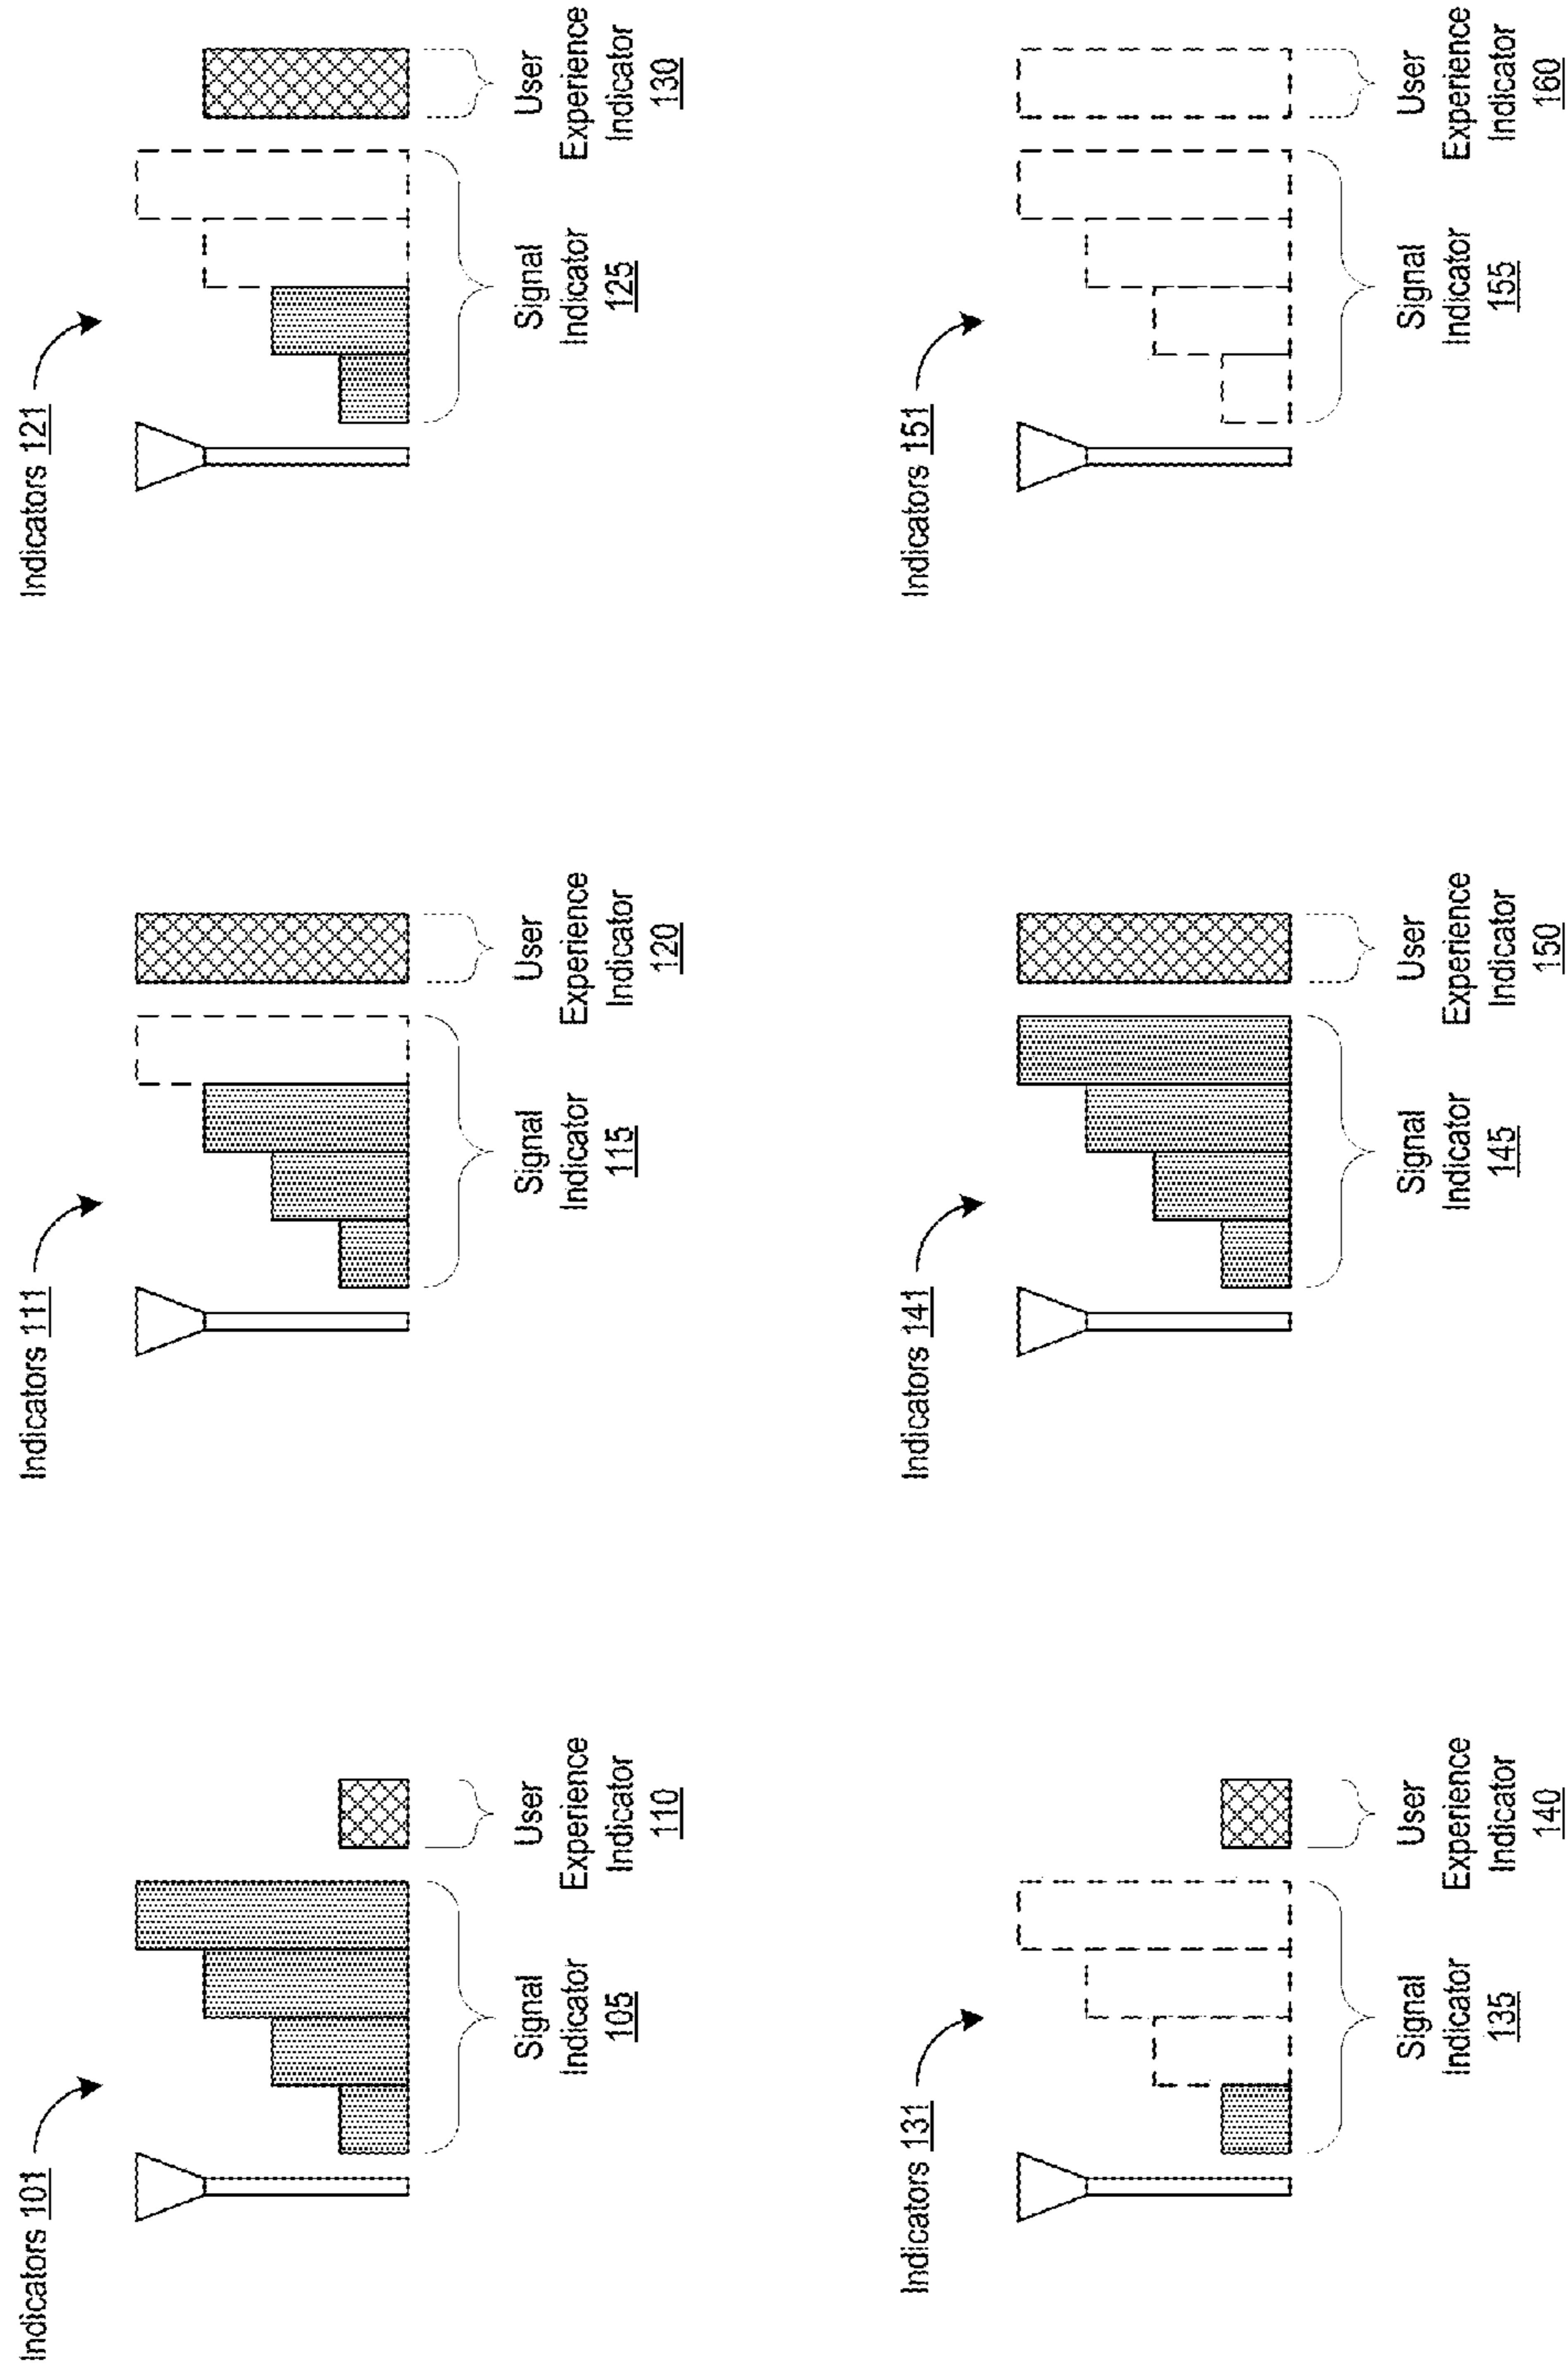 Indicators 101
Signal
Indicator
105
User
Experience
Indicator
110
Indicators 111
Signal
Indicator
115
User
Experience
Indicator
120
Indicators 121
Signal
Indicator
125
User
Experience
Indicator
130
Indicators 131
Signal
Indicator
135
User
Experience
Indicator
140
Indicators 141
Signal
Indicator
145
User
Experience
Indicator
150
Indicators 151
Signal
Indicator
155
User
Experience
Indicator
160